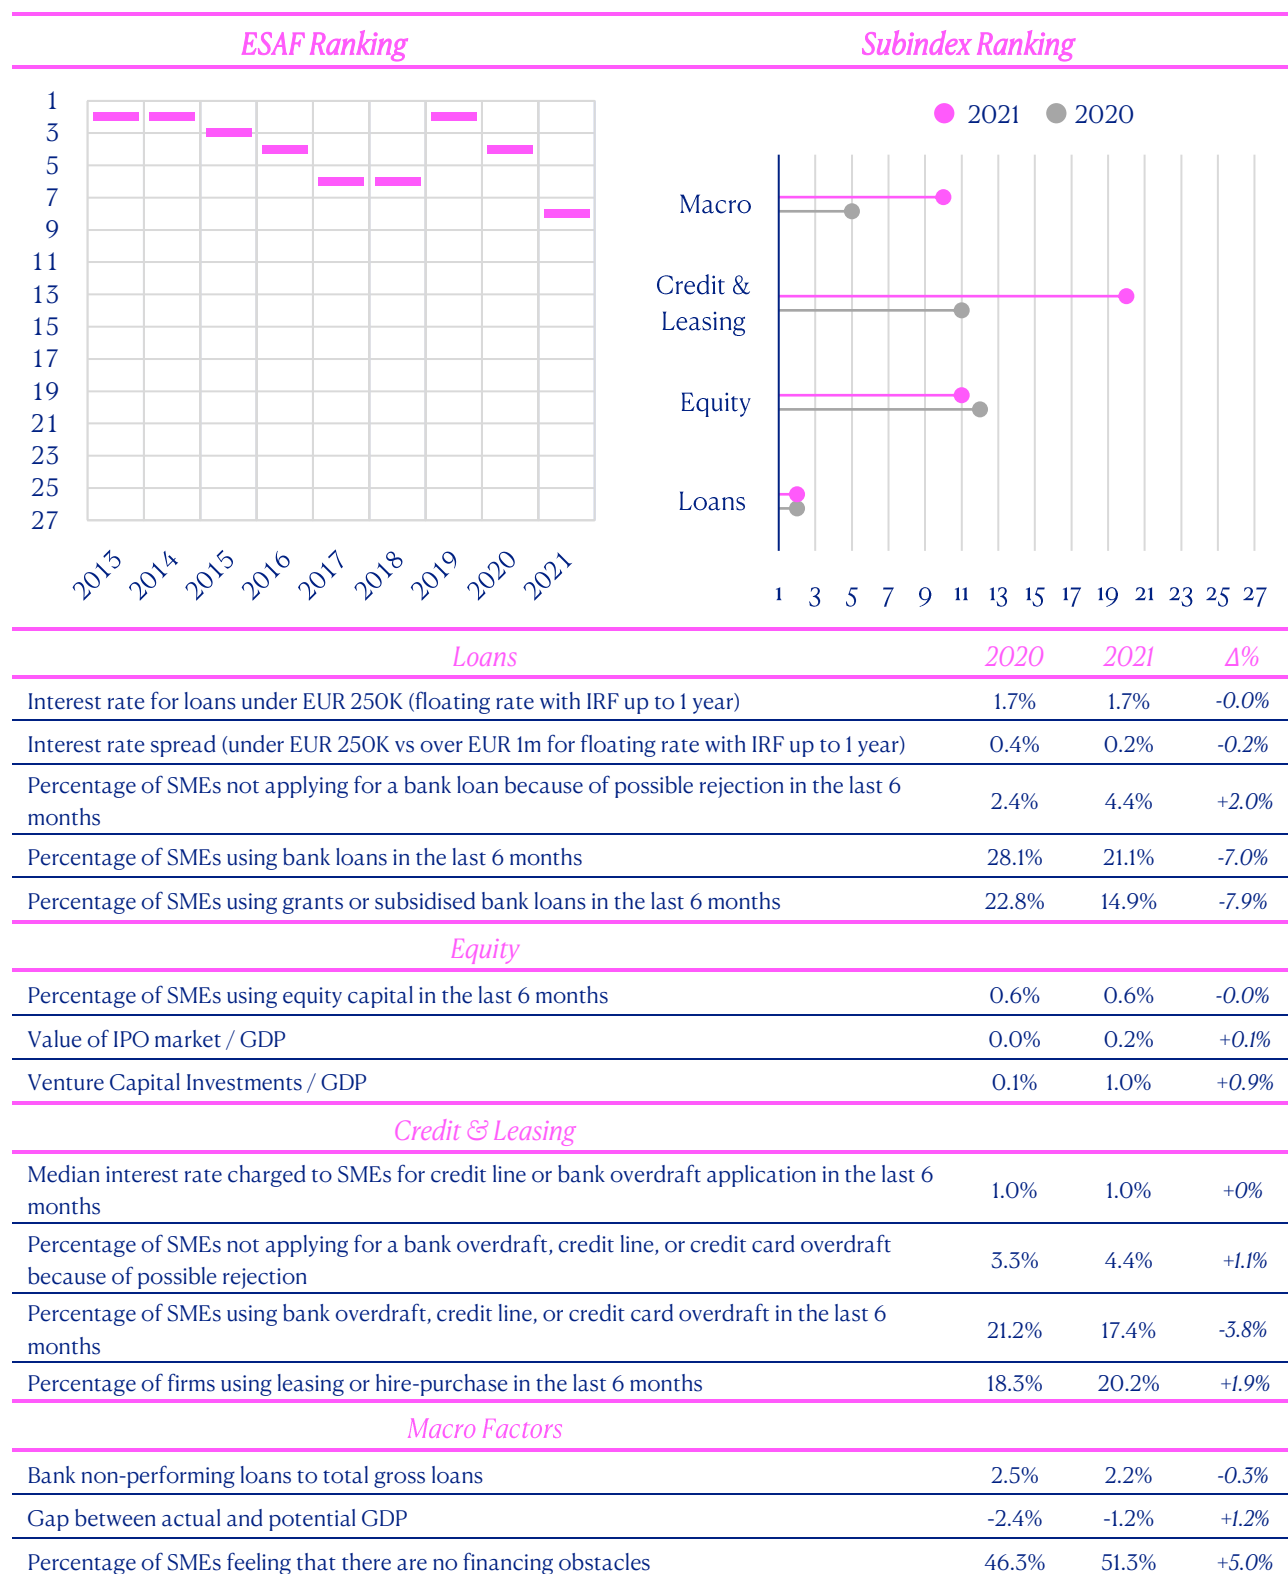 ESAF Ranking
Subindex Ranking
1
3
5
7
9
11
13
15
17
19
21
23
25
27
2013 2014 2015 2016 2017 2018 2019 2020 2021
2021 2020
Macro
Credit &
Leasing
Equity
Loans
1 3 5 7 9 11 13 15 17 19 21 23 25 27
Loans 2020 2021 Δ%
Interest rate for loans under EUR 250K (floating rate with IRF up to 1 year) 1.7% 1.7% -0.0%
Interest rate spread (under EUR 250K vs over EUR 1m for floating rate with IRF up to 1 year) 0.4% 0.2% -0.2%
Percentage of SMEs not applying for a bank loan because of possible rejection in the last 6
months 2.4% 4.4% +2.0%
Percentage of SMEs using bank loans in the last 6 months 28.1% 21.1% -7.0%
Percentage of SMEs using grants or subsidised bank loans in the last 6 months 22.8% 14.9% -7.9%
Equity
Percentage of SMEs using equity capital in the last 6 months 0.6% 0.6% -0.0%
Value of IPO market / GDP 0.0% 0.2% +0.1%
Venture Capital Investments / GDP 0.1% 1.0% +0.9%
Credit & Leasing
Median interest rate charged to SMEs for credit line or bank overdraft application in the last 6
months 1.0% 1.0% +0%
Percentage of SMEs not applying for a bank overdraft, credit line, or credit card overdraft
because of possible rejection 3.3% 4.4% +1.1%
Percentage of SMEs using bank overdraft, credit line, or credit card overdraft in the last 6
months 21.2% 17.4% -3.8%
Percentage of firms using leasing or hire-purchase in the last 6 months 18.3% 20.2% +1.9%
Macro Factors
Bank non-performing loans to total gross loans 2.5% 2.2% -0.3%
Gap between actual and potential GDP -2.4% -1.2% +1.2%
Percentage of SMEs feeling that there are no financing obstacles 46.3% 51.3% +5.0%